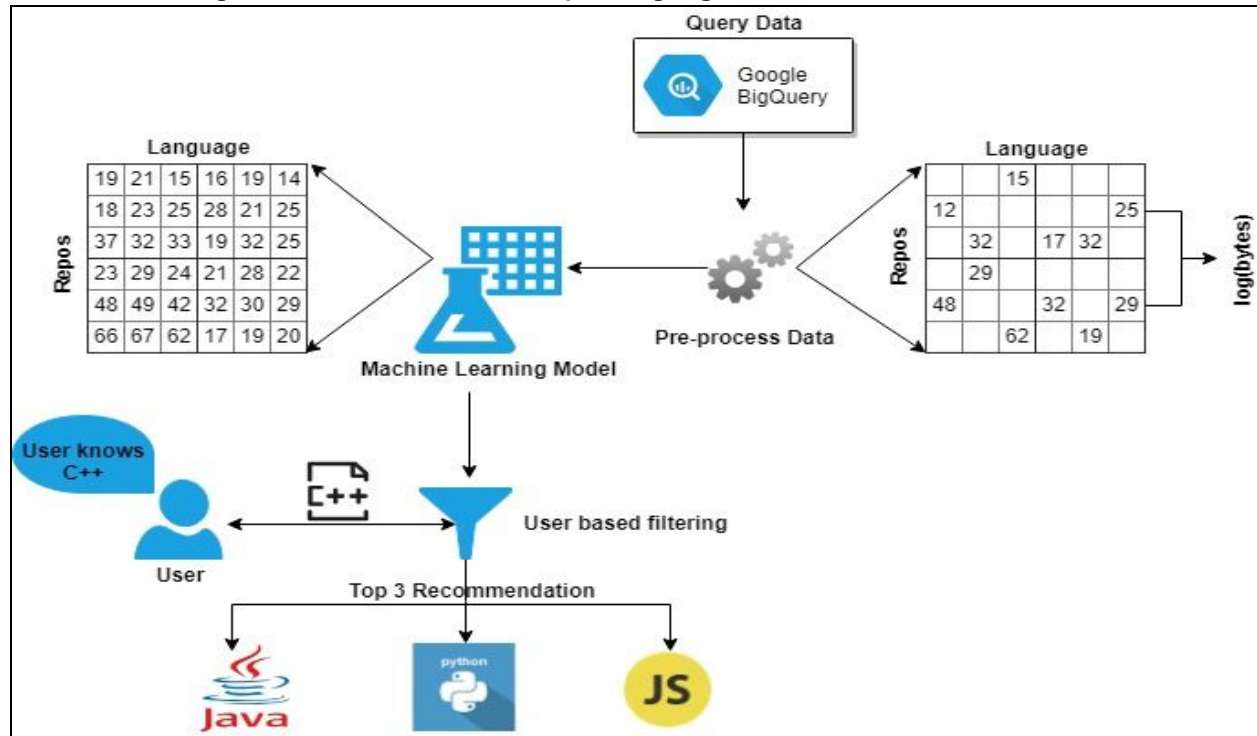 Query Data
Google
BigQuery
Language
19 21 15 16 19 14
18 23 25 28 21 25
37 32 33 19 32 25
23 29 24 21 28 22
48 49 42 32 30 29
66 67 62 17 19 20
Repos
Machine Learning Model
Pre-process Data
Language
15
12 25
32 17 32
29
48 32 29
62 19
Repos
log(bytes)
User knows
C++
C++
User
User based filtering
Top 3 Recommendation
Java
python
JS